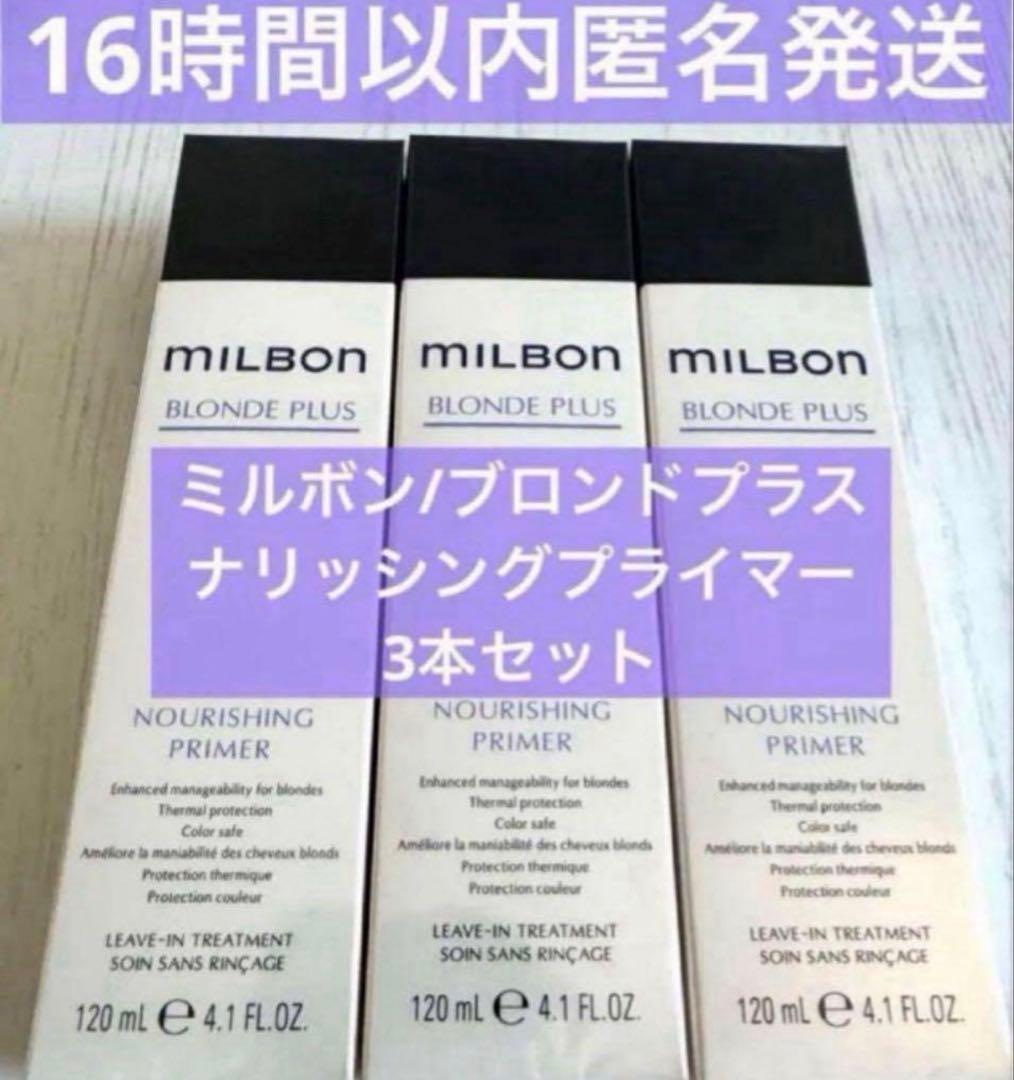 16時間以内匿名発送
MILBON
BLONDE PLUS
MILBON
BLONDE PLUS
MILBON
BLONDE PLUS
ミルボン/ブロンドプラス
ナリッシングプライマー
3本セット
NOURISHING
PRIMER
Enhanced manageability for blondes
Thermal protection
Color safe
Améliore la maniabilité des cheveux blonds
Protection thermique
Protection couleur
LEAVE-IN TREATMENT
SOIN SANS RINÇAGE
120 mL e 4.1 FL.OZ.
NOURISHING
PRIMER
Enhanced manageability for blondes
Thermal protection
Color safe
Améliore la maniabilité des cheveux blonds
Protection thermique
Protection couleur
LEAVE-IN TREATMENT
SOIN SANS RINÇAGE
120 mL e 4.1 FL.OZ.
NOURISHING
PRIMER
Enhanced manageability for blondes
Thermal protection
Color safe
Améliore la maniabilité des cheveux blonds
Protection thermique
Protection couleur
LEAVE-IN TREATMENT
SOIN SANS RINÇAGE
120 mL e 4.1 FL.OZ.